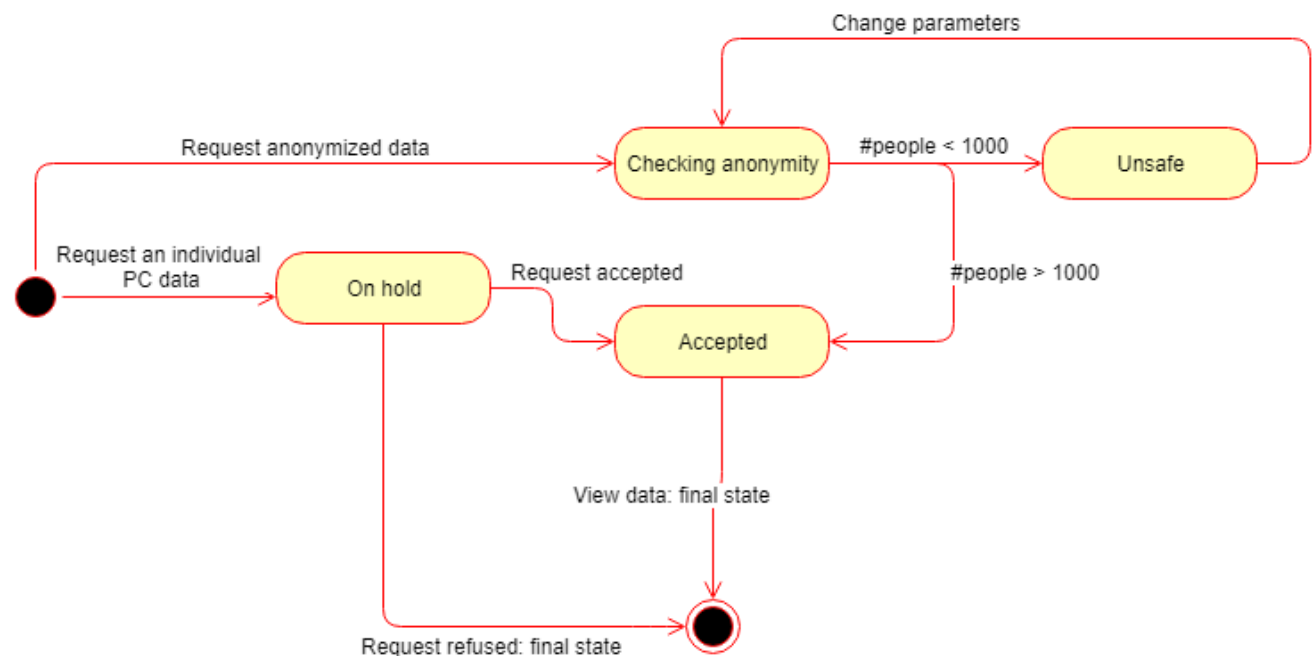 Change parameters
Request anonymized data
Checking anonymity
#people < 1000
Unsafe
Request an individual
PC data
On hold
Request accepted
#people > 1000
Accepted
View data: final state
Request refused: final state